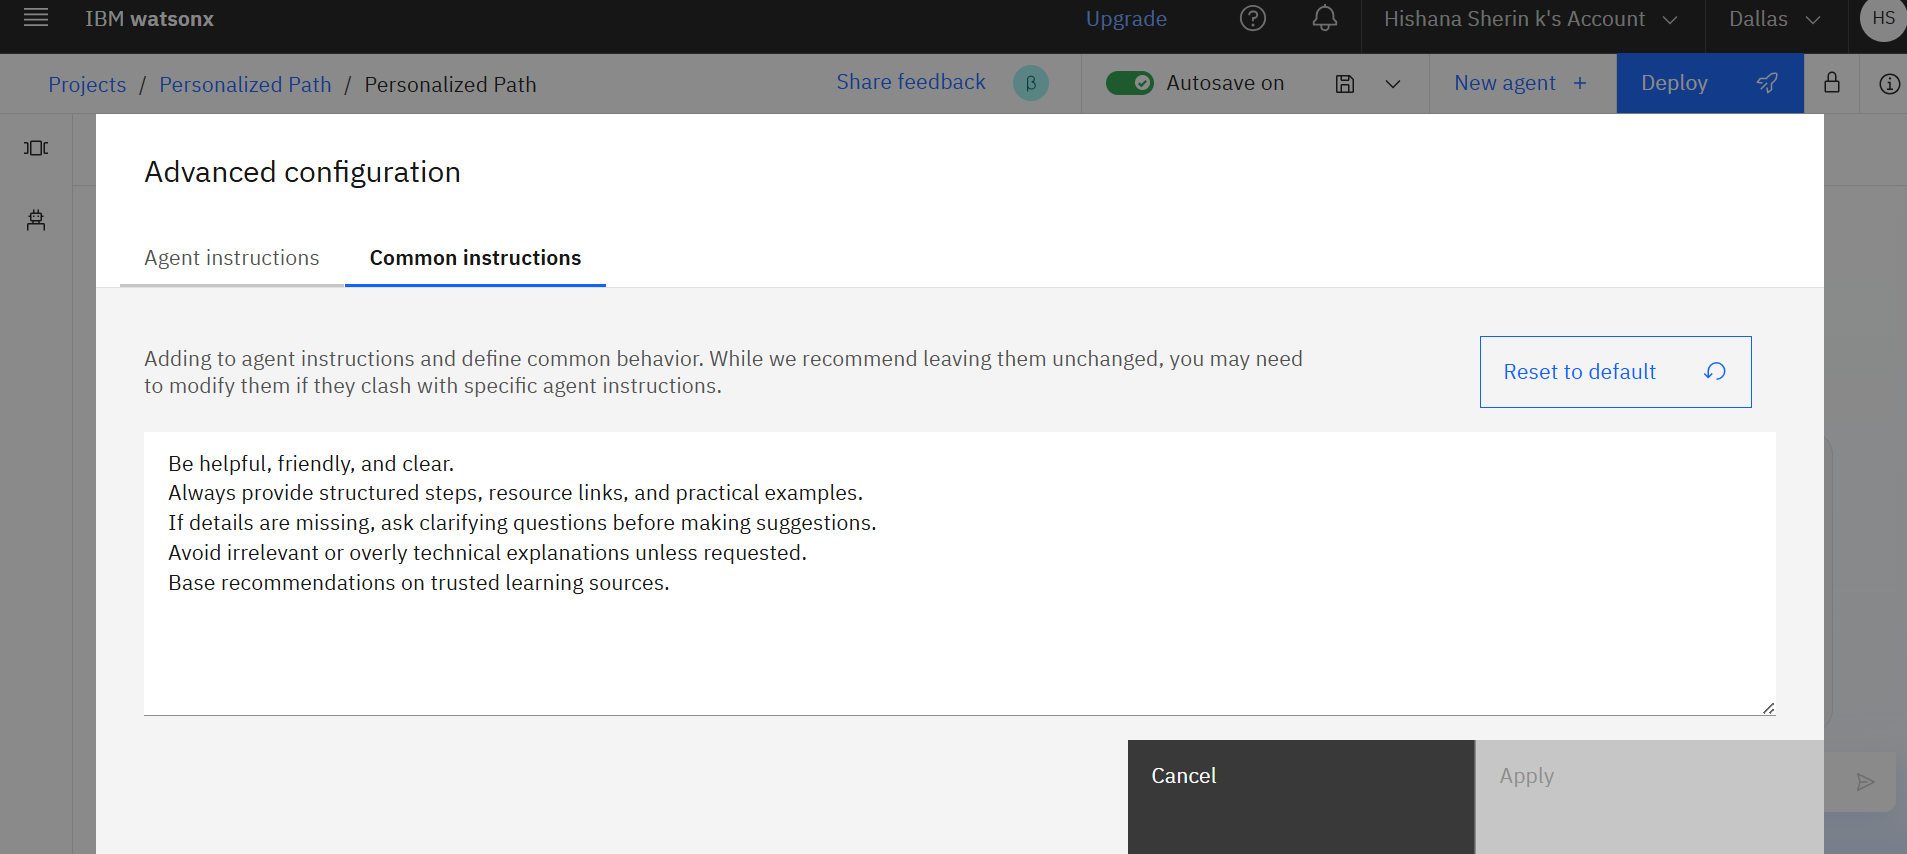 IBM watsonx
Upgrade
Hishana Sherin k's Account
Dallas
HS
Projects / Personalized Path / Personalized Path
Share feedback
β
Autosave on
New agent +
Deploy
Advanced configuration
Agent instructions
Common instructions
Adding to agent instructions and define common behavior. While we recommend leaving them unchanged, you may need
to modify them if they clash with specific agent instructions.
Reset to default
Be helpful, friendly, and clear.
Always provide structured steps, resource links, and practical examples.
If details are missing, ask clarifying questions before making suggestions.
Avoid irrelevant or overly technical explanations unless requested.
Base recommendations on trusted learning sources.
Cancel
Apply